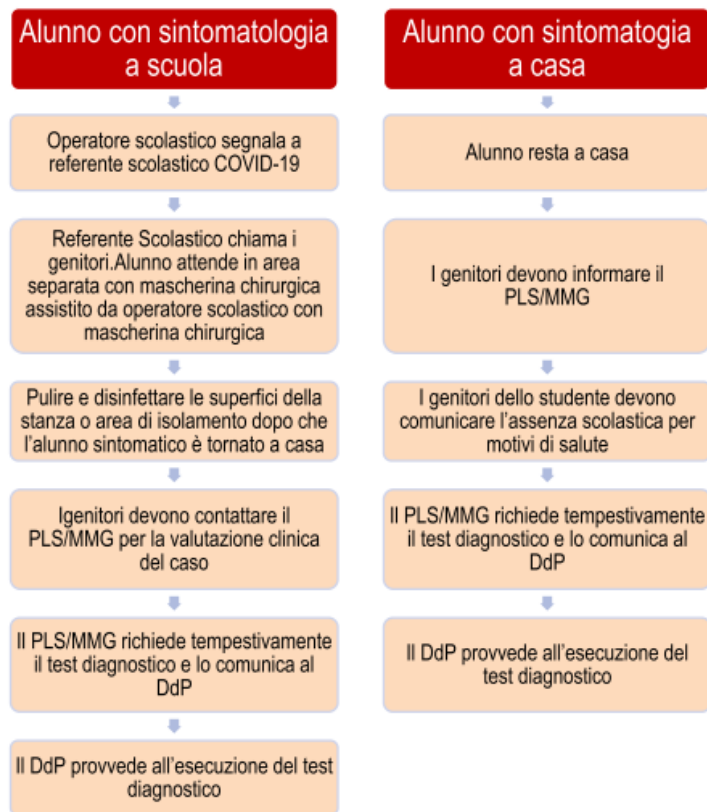 Alunno con sintomatologia
a scuola
Operatore scolastico segnala a
referente scolastico COVID-19
Referente Scolastico chiama i
genitori.Alunno attende in area
separata con mascherina chirurgica
assistito da operatore scolastico con
mascherina chirurgica
Pulire e disinfettare le superfici della
stanza o area di isolamento dopo che
l'alunno sintomatico è tornato a casa
Igenitori devono contattare il
PLS/MMG per la valutazione clinica
del caso
Il PLS/MMG richiede tempestivamente
il test diagnostico e lo comunica al
DdP
Il DdP provvede all'esecuzione del test
diagnostico
Alunno con sintomatogia
a casa
Alunno resta a casa
I genitori devono informare il
PLS/MMG
I genitori dello studente devono
comunicare l'assenza scolastica per
motivi di salute
Il PLS/MMG richiede tempestivamente
il test diagnostico e lo comunica al
DdP
Il DdP provvede all'esecuzione del
test diagnostico